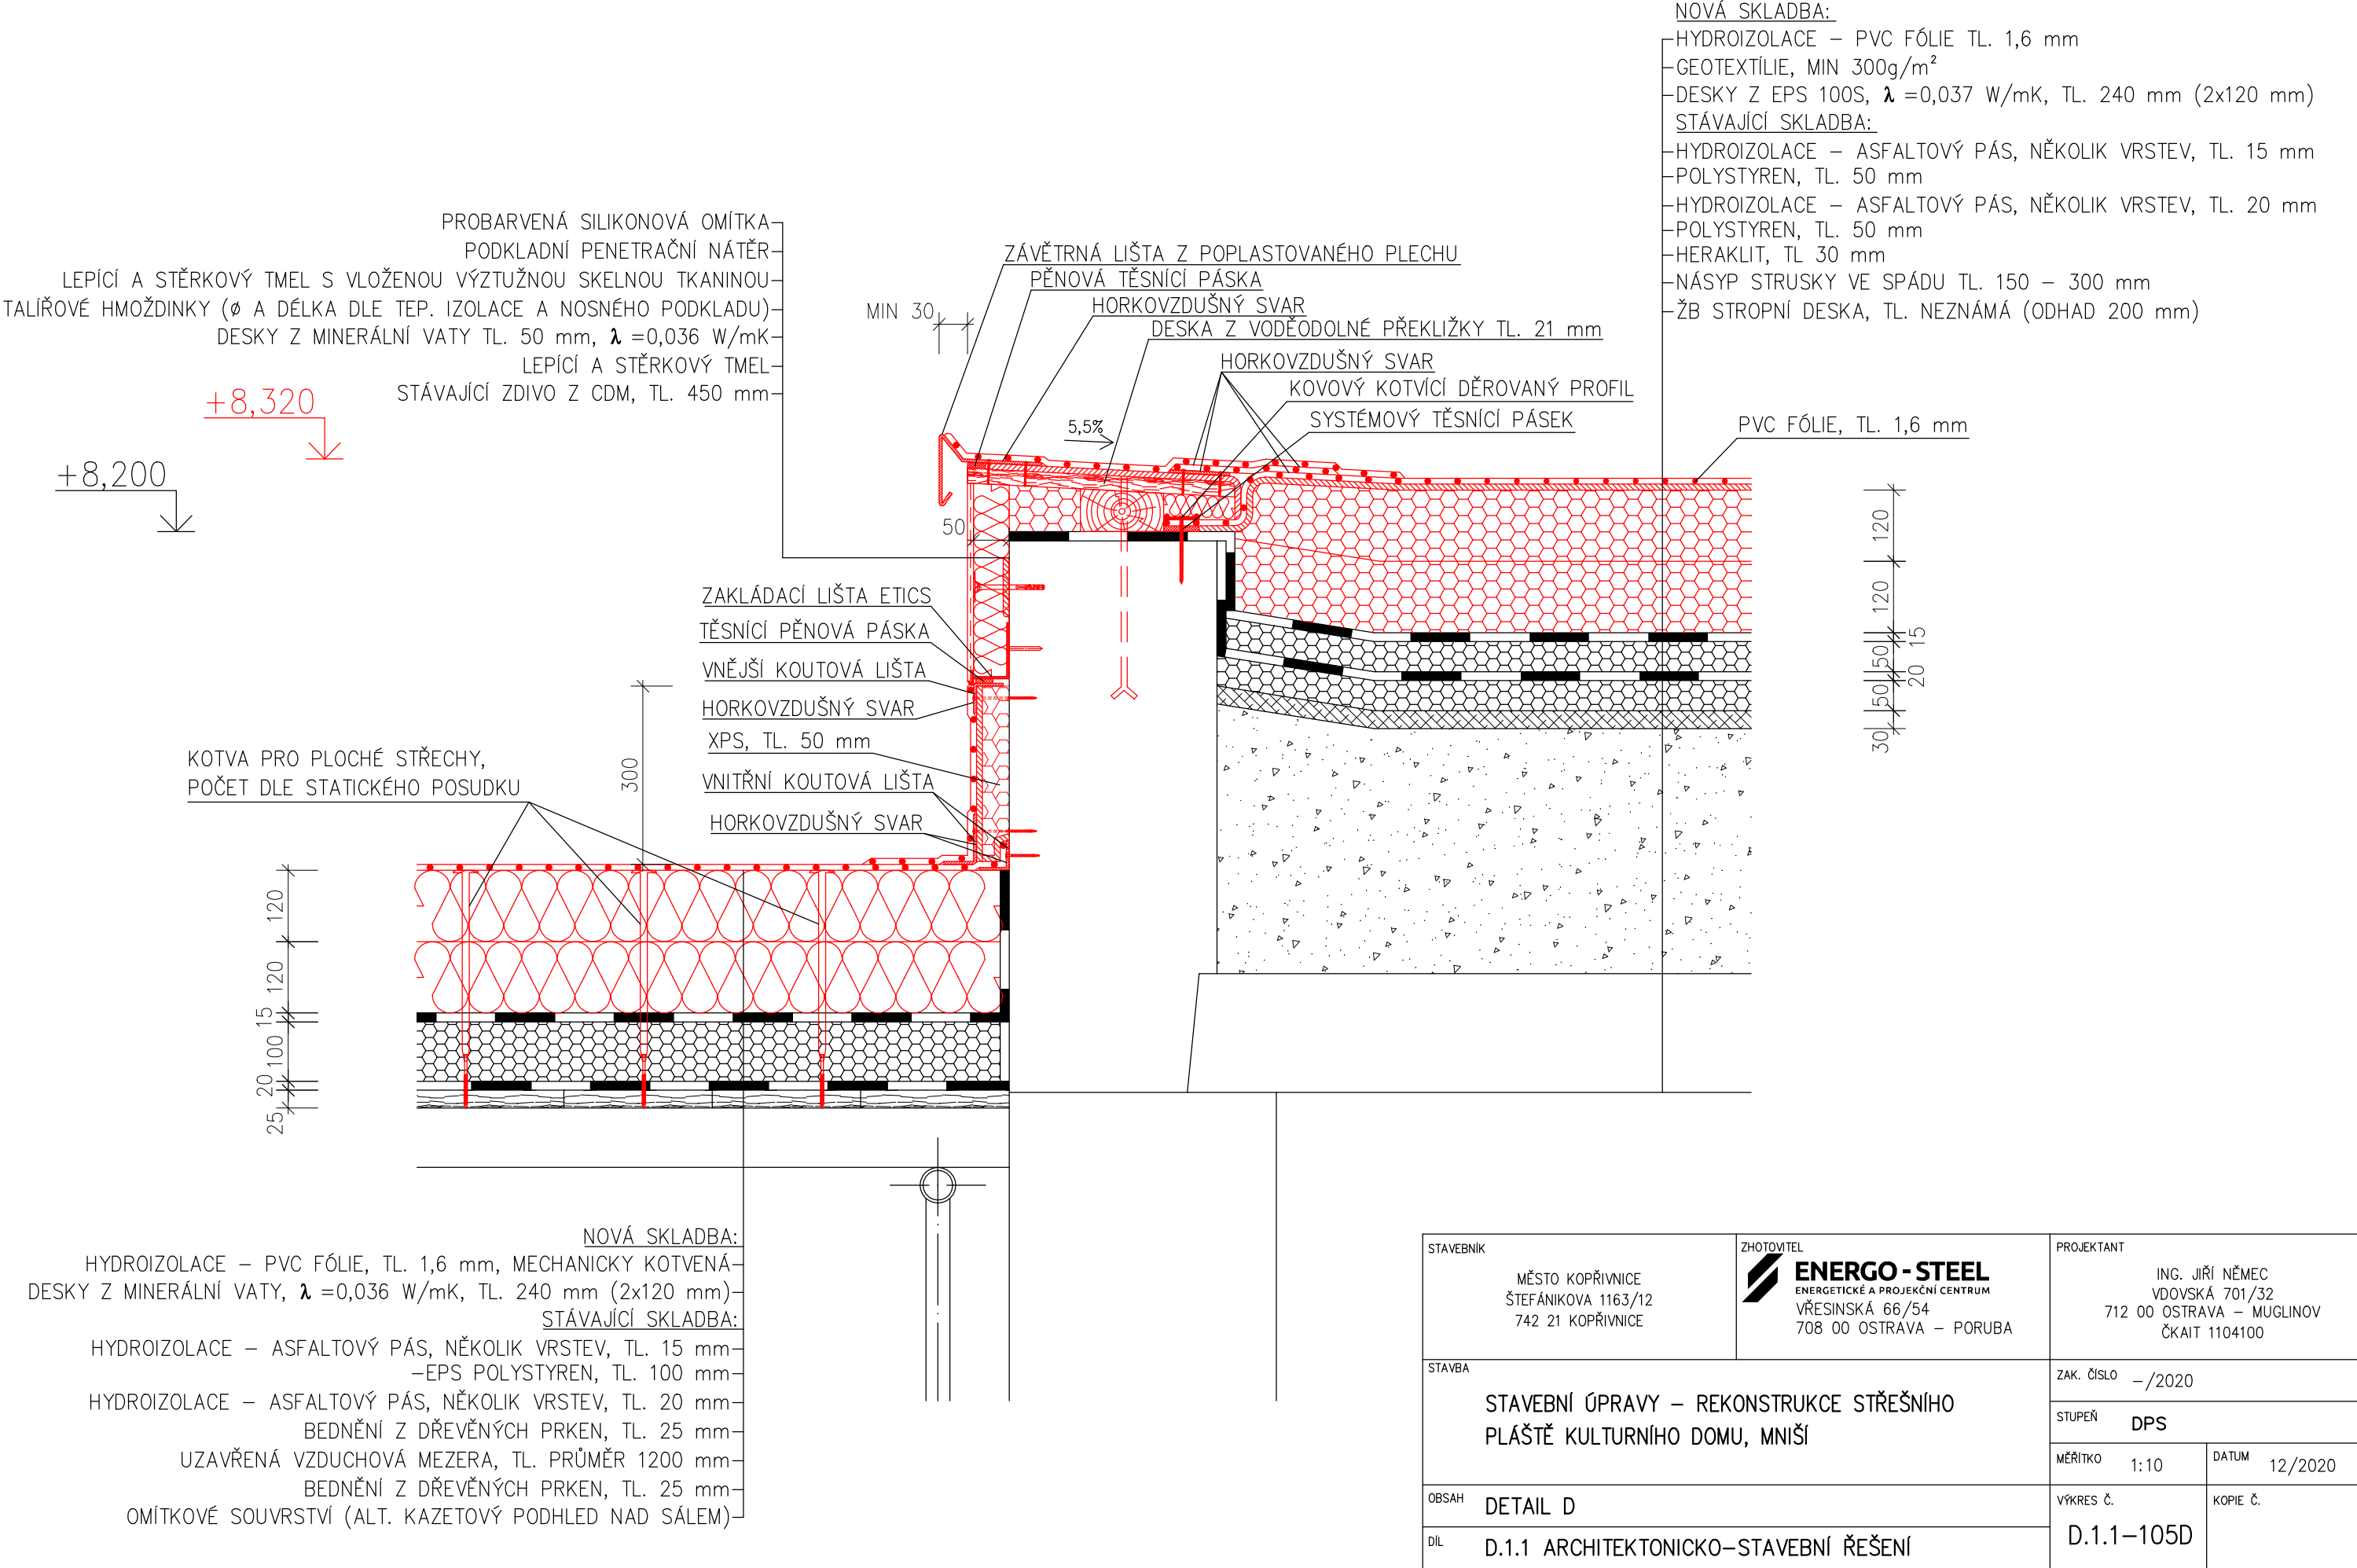 NOVÁ SKLADBA:
HYDROIZOLACE – PVC FÓLIE TL. 1,6 mm
GEOTEXTÍLIE, MIN 300g/m²
DESKY Z EPS 100S, λ =0,037 W/mK, TL. 240 mm (2x120 mm)
STÁVAJÍCÍ SKLADBA:
HYDROIZOLACE – ASFALTOVÝ PÁS, NĚKOLIK VRSTEV, TL. 15 mm
POLYSTYREN, TL. 50 mm
HYDROIZOLACE – ASFALTOVÝ PÁS, NĚKOLIK VRSTEV, TL. 20 mm
POLYSTYREN, TL. 50 mm
HERAKLIT, TL 30 mm
NÁSYP STRUSKY VE SPÁDU TL. 150 – 300 mm
ŽB STROPNÍ DESKA, TL. NEZNÁMÁ (ODHAD 200 mm)
PROBARVENÁ SILIKONOVÁ OMÍTKA
PODKLADNÍ PENETRAČNÍ NÁTĚR
LEPÍCÍ A STĚRKOVÝ TMEL S VLOŽENOU VÝZTUŽNOU SKELNOU TKANINOU
TALÍŘOVÉ HMOŽDINKY (ø A DÉLKA DLE TEP. IZOLACE A NOSNÉHO PODKLADU)
DESKY Z MINERÁLNÍ VATY TL. 50 mm, λ =0,036 W/mK
LEPÍCÍ A STĚRKOVÝ TMEL
STÁVAJÍCÍ ZDIVO Z CDM, TL. 450 mm
ZÁVĚTRNÁ LIŠTA Z POPLASTOVANÉHO PLECHU
PĚNOVÁ TĚSNÍCÍ PÁSKA
HORKOVZDUŠNÝ SVAR
DESKA Z VODĚODOLNÉ PŘEKLIŽKY TL. 21 mm
HORKOVZDUŠNÝ SVAR
KOVOVÝ KOTVÍCÍ DĚROVANÝ PROFIL
SYSTÉMOVÝ TĚSNÍCÍ PÁSEK
PVC FÓLIE, TL. 1,6 mm
MIN 30
5,5%
+8,320
+8,200
50
120
120
15
50
20
50
30
ZAKLÁDACÍ LIŠTA ETICS
TĚSNÍCÍ PĚNOVÁ PÁSKA
VNĚJŠÍ KOUTOVÁ LIŠTA
HORKOVZDUŠNÝ SVAR
XPS, TL. 50 mm
VNITŘNÍ KOUTOVÁ LIŠTA
HORKOVZDUŠNÝ SVAR
300
KOTVA PRO PLOCHÉ STŘECHY,
POČET DLE STATICKÉHO POSUDKU
120
120
15
100
20
25
NOVÁ SKLADBA:
HYDROIZOLACE – PVC FÓLIE, TL. 1,6 mm, MECHANICKY KOTVENÁ
DESKY Z MINERÁLNÍ VATY, λ =0,036 W/mK, TL. 240 mm (2x120 mm)
STÁVAJÍCÍ SKLADBA:
HYDROIZOLACE – ASFALTOVÝ PÁS, NĚKOLIK VRSTEV, TL. 15 mm
–EPS POLYSTYREN, TL. 100 mm
HYDROIZOLACE – ASFALTOVÝ PÁS, NĚKOLIK VRSTEV, TL. 20 mm
BEDNĚNÍ Z DŘEVĚNÝCH PRKEN, TL. 25 mm
UZAVŘENÁ VZDUCHOVÁ MEZERA, TL. PRŮMĚR 1200 mm
BEDNĚNÍ Z DŘEVĚNÝCH PRKEN, TL. 25 mm
OMÍTKOVÉ SOUVRSTVÍ (ALT. KAZETOVÝ PODHLED NAD SÁLEM)
STAVEBNÍK
MĚSTO KOPŘIVNICE
ŠTEFÁNIKOVA 1163/12
742 21 KOPŘIVNICE
ZHOTOVITEL
ENERGO - STEEL
ENERGETICKÉ A PROJEKČNÍ CENTRUM
VŘESINSKÁ 66/54
708 00 OSTRAVA – PORUBA
PROJEKTANT
ING. JIŘÍ NĚMEC
VDOVSKÁ 701/32
712 00 OSTRAVA – MUGLINOV
ČKAIT 1104100
STAVBA
STAVEBNÍ ÚPRAVY – REKONSTRUKCE STŘEŠNÍHO
PLÁŠTĚ KULTURNÍHO DOMU, MNIŠÍ
ZAK. ČÍSLO –/2020
STUPEŇ DPS
MĚŘÍTKO 1:10
DATUM 12/2020
OBSAH DETAIL D
VÝKRES Č.
D.1.1–105D
KOPIE Č.
DÍL D.1.1 ARCHITEKTONICKO–STAVEBNÍ ŘEŠENÍ